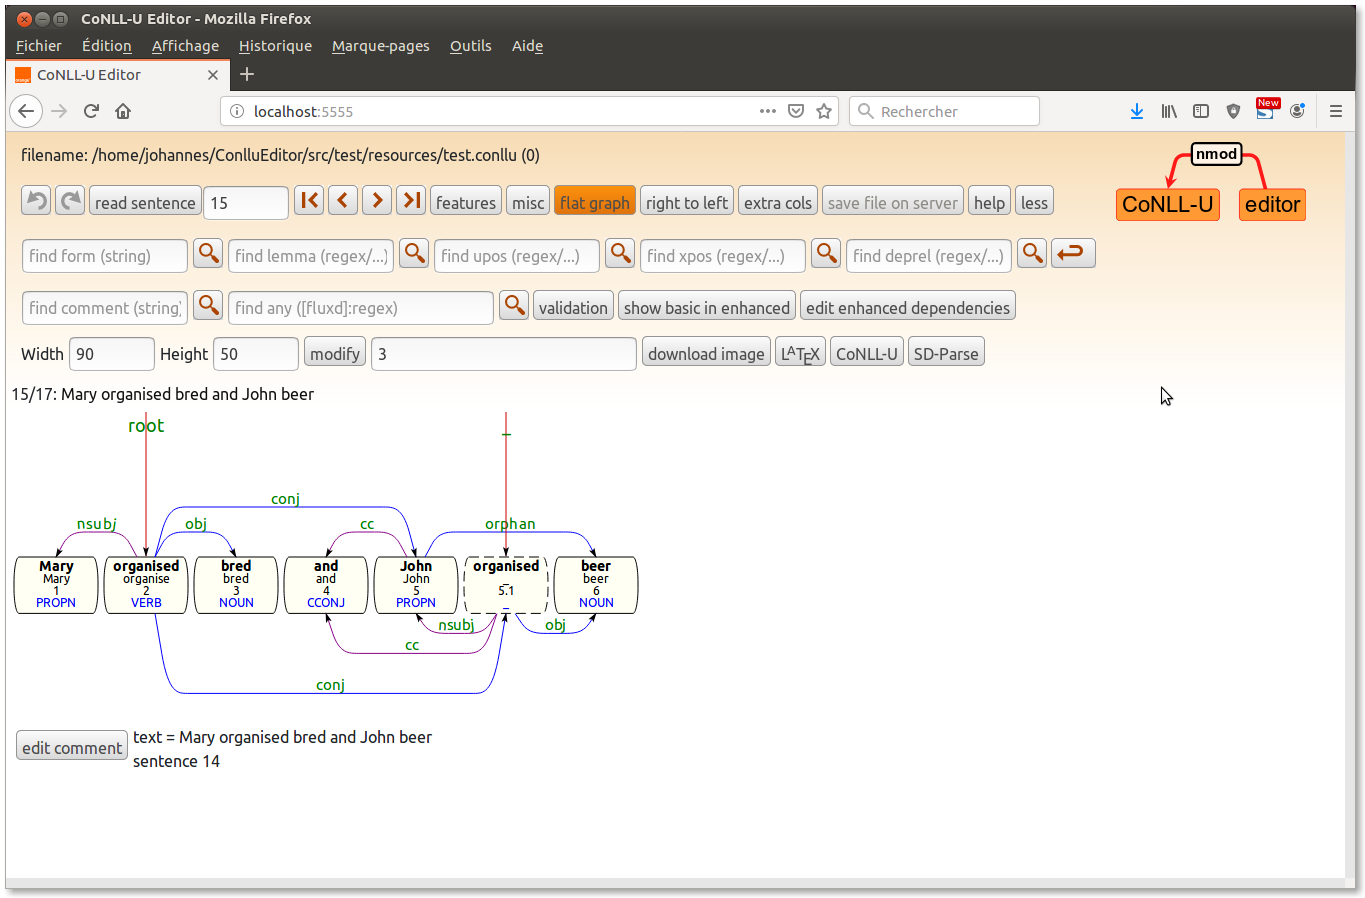 CoNLL-U Editor - Mozilla Firefox
Fichier Édition Affichage Historique Marque-pages Outils Aide
CoNLL-U Editor
localhost:5555 Rechercher New
filename: /home/johannes/ConlluEditor/src/test/resources/test.conllu (0)
nmod
CoNLL-U editor
read sentence 15 features misc flat graph right to left extra cols save file on server help less
find form (string) find lemma (regex/...) find upos (regex/...) find xpos (regex/...) find deprel (regex/...)
find comment (string) find any ([fluxd]:regex) validation show basic in enhanced edit enhanced dependencies
Width 90 Height 50 modify 3 download image LATEX CoNLL-U SD-Parse
15/17: Mary organised bred and John beer
root _
conj
nsubj obj cc orphan
Mary organised bred and John organised beer
Mary organise bred and John _ beer
1 2 3 4 5 5.1 6
PROPN VERB NOUN CCONJ PROPN _ NOUN
nsubj obj
cc
conj
edit comment text = Mary organised bred and John beer
sentence 14